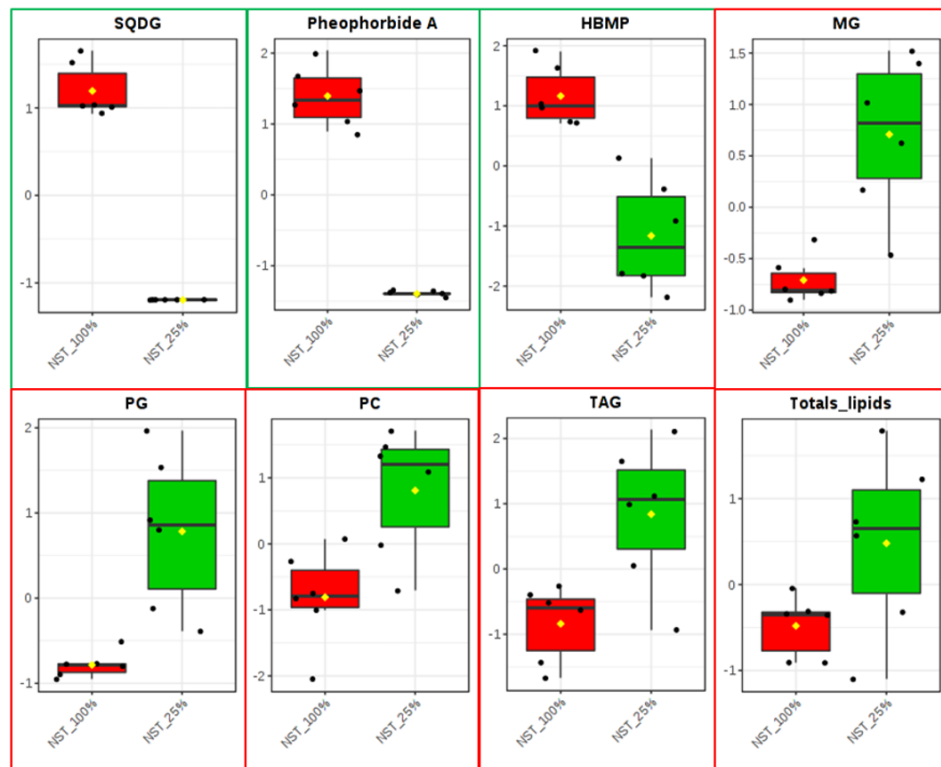 SQDG
Pheophorbide A
HBMP
MG
1
0
-1
2
1
0
-1
2
1
0
-1
-2
1.5
1.0
0.5
0.0
-0.5
-1.0
NST_100%
NST_25%
NST_100%
NST_25%
NST_100%
NST_25%
NST_100%
NST_25%
PG
PC
TAG
Totals_lipids
2
1
0
-1
1
0
-1
-2
2
1
0
-1
1
0
-1
NST_100%
NST_25%
NST_100%
NST_25%
NST_100%
NST_25%
NST_100%
NST_25%